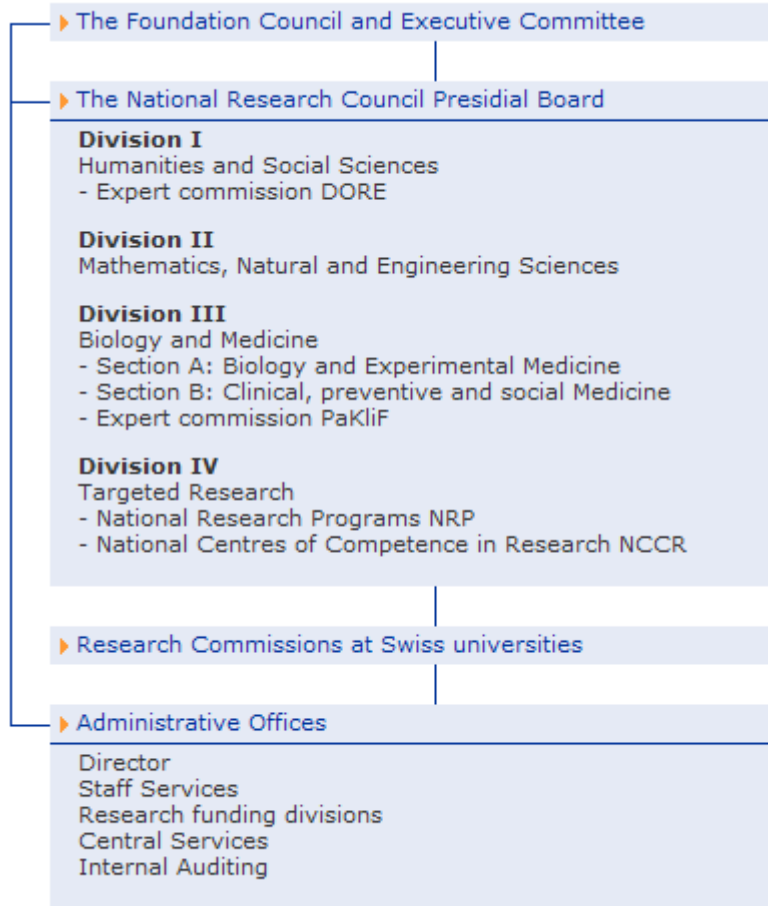 The Foundation Council and Executive Committee
The National Research Council Presidial Board
Division I
Humanities and Social Sciences
- Expert commission DORE
Division II
Mathematics, Natural and Engineering Sciences
Division III
Biology and Medicine
- Section A: Biology and Experimental Medicine
- Section B: Clinical, preventive and social Medicine
- Expert commission PaKliF
Division IV
Targeted Research
- National Research Programs NRP
- National Centres of Competence in Research NCCR
Research Commissions at Swiss universities
Administrative Offices
Director
Staff Services
Research funding divisions
Central Services
Internal Auditing